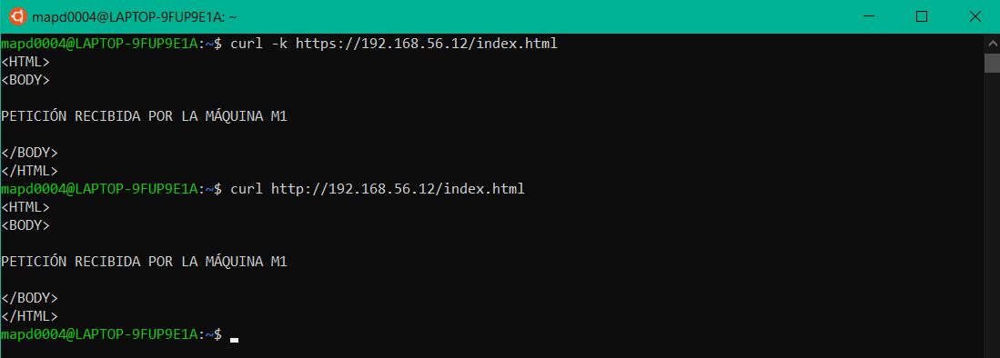 mapd0004@LAPTOP-9FUP9E1A: ~
mapd0004@LAPTOP-9FUP9E1A:~$ curl -k https://192.168.56.12/index.html
<HTML>
<BODY>
PETICIÓN RECIBIDA POR LA MÁQUINA M1
</BODY>
</HTML>
mapd0004@LAPTOP-9FUP9E1A:~$ curl http://192.168.56.12/index.html
<HTML>
<BODY>
PETICIÓN RECIBIDA POR LA MÁQUINA M1
</BODY>
</HTML>
mapd0004@LAPTOP-9FUP9E1A:~$